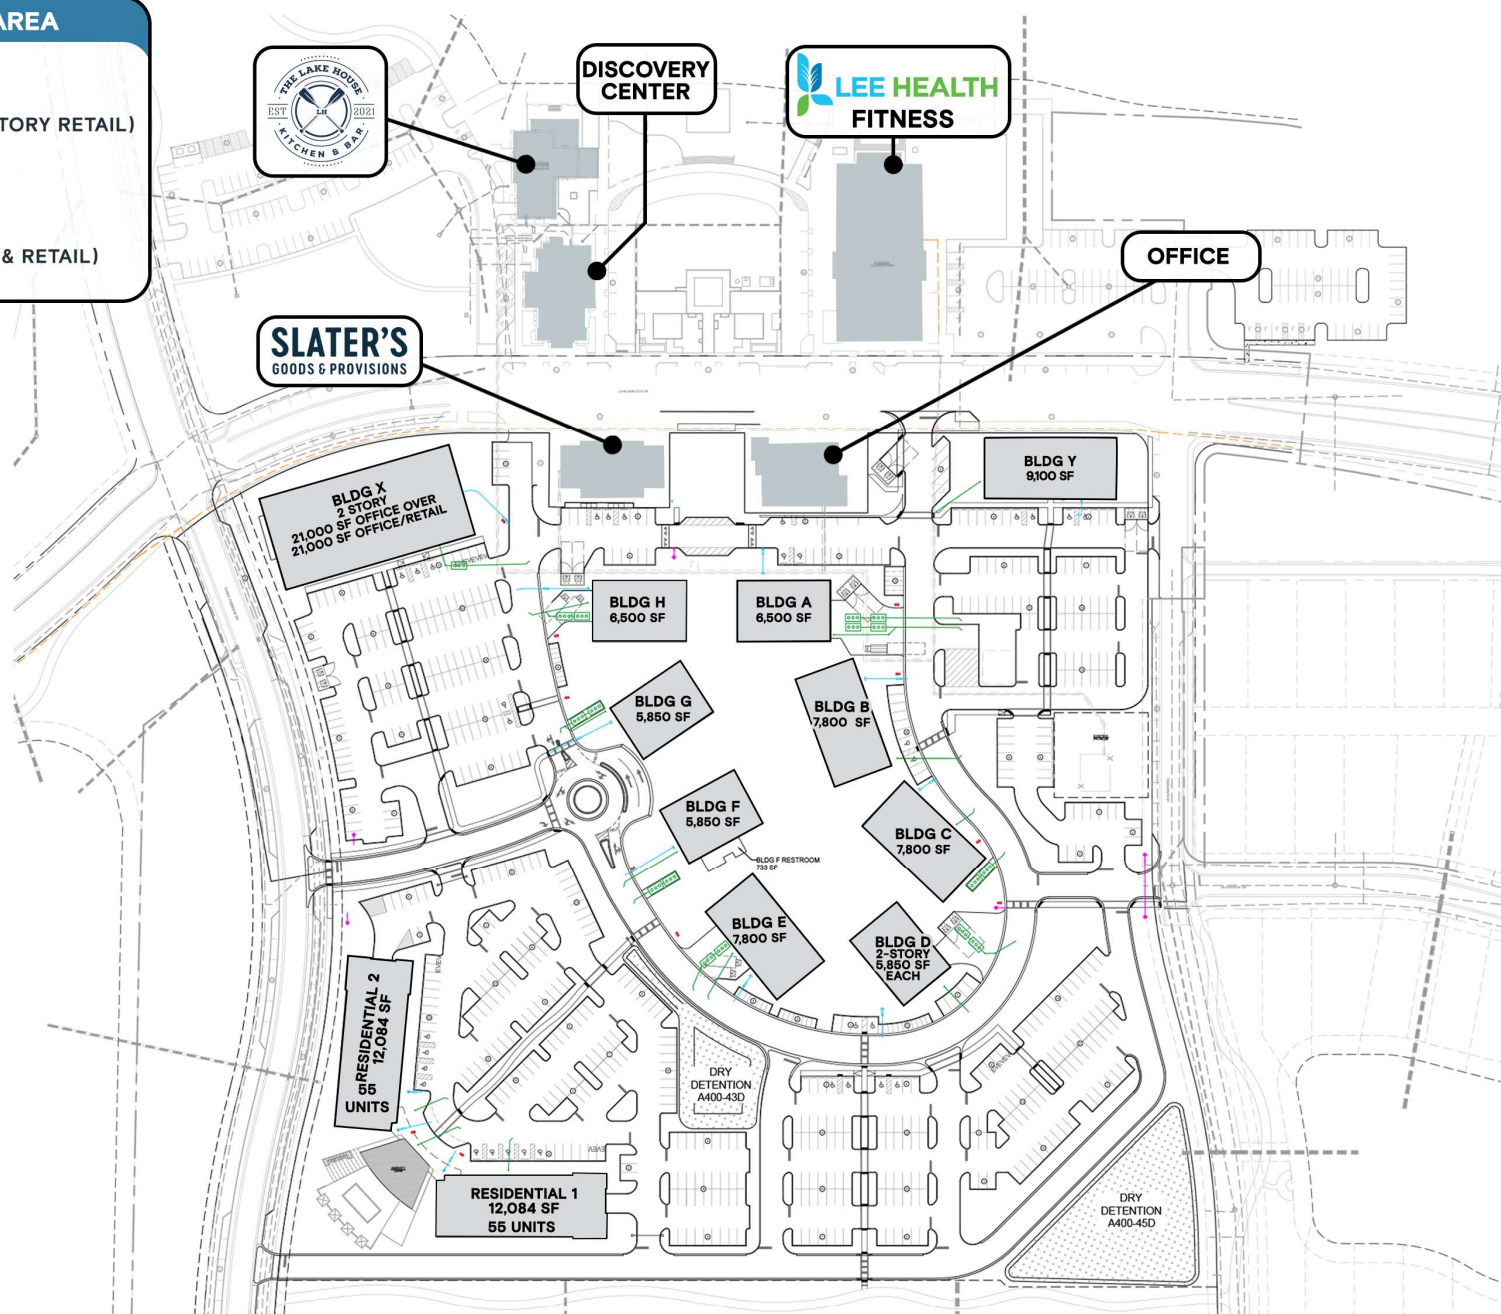 AREA
TORY RETAIL)
& RETAIL)
THE LAKE HOUSE
EST
LH
2021
KITCHEN & BAR
DISCOVERY
CENTER
LEE HEALTH
FITNESS
OFFICE
SLATER'S
GOODS & PROVISIONS
BLDG X
2 STORY
21,000 SF OFFICE OVER
21,000 SF OFFICE/RETAIL
BLDG Y
9,100 SF
BLDG H
6,500 SF
BLDG A
6,500 SF
BLDG G
5,850 SF
BLDG B
7,800 SF
BLDG F
5,850 SF
BLDG C
7,800 SF
BLDG F RESTROOM
733 SF
BLDG E
7,800 SF
BLDG D
2-STORY
5,850 SF
EACH
RESIDENTIAL 2
12,084 SF
55
UNITS
DRY
DETENTION
A400-43D
RESIDENTIAL 1
12,084 SF
55 UNITS
DRY
DETENTION
A400-45D